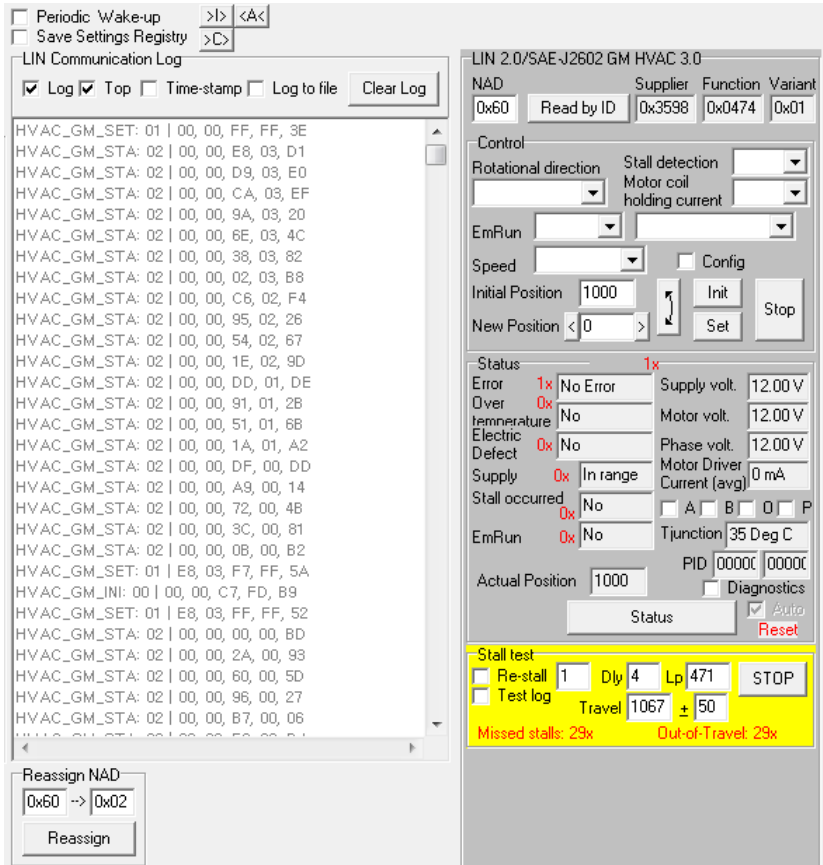 Periodic Wake-up >I> <A<
Save Settings Registry >C>
LIN Communication Log
Log Top Time-stamp Log to file Clear Log
HVAC_GM_SET: 01 | 00, 00, FF, FF, 3E
HVAC_GM_STA: 02 | 00, 00, E8, 03, D1
HVAC_GM_STA: 02 | 00, 00, D9, 03, E0
HVAC_GM_STA: 02 | 00, 00, CA, 03, EF
HVAC_GM_STA: 02 | 00, 00, 9A, 03, 20
HVAC_GM_STA: 02 | 00, 00, 6E, 03, 4C
HVAC_GM_STA: 02 | 00, 00, 38, 03, 82
HVAC_GM_STA: 02 | 00, 00, 02, 03, B8
HVAC_GM_STA: 02 | 00, 00, C6, 02, F4
HVAC_GM_STA: 02 | 00, 00, 95, 02, 26
HVAC_GM_STA: 02 | 00, 00, 54, 02, 67
HVAC_GM_STA: 02 | 00, 00, 1E, 02, 9D
HVAC_GM_STA: 02 | 00, 00, DD, 01, DE
HVAC_GM_STA: 02 | 00, 00, 91, 01, 2B
HVAC_GM_STA: 02 | 00, 00, 51, 01, 6B
HVAC_GM_STA: 02 | 00, 00, 1A, 01, A2
HVAC_GM_STA: 02 | 00, 00, DF, 00, DD
HVAC_GM_STA: 02 | 00, 00, A9, 00, 14
HVAC_GM_STA: 02 | 00, 00, 72, 00, 4B
HVAC_GM_STA: 02 | 00, 00, 3C, 00, 81
HVAC_GM_STA: 02 | 00, 00, 0B, 00, B2
HVAC_GM_SET: 01 | E8, 03, F7, FF, 5A
HVAC_GM_INI: 00 | 00, 00, C7, FD, B9
HVAC_GM_SET: 01 | E8, 03, FF, FF, 52
HVAC_GM_STA: 02 | 00, 00, 00, 00, BD
HVAC_GM_STA: 02 | 00, 00, 2A, 00, 93
HVAC_GM_STA: 02 | 00, 00, 60, 00, 5D
HVAC_GM_STA: 02 | 00, 00, 96, 00, 27
HVAC_GM_STA: 02 | 00, 00, B7, 00, 06
Reassign NAD
0x60 --> 0x02
Reassign
LIN 2.0/SAE-J2602 GM HVAC 3.0
NAD Supplier Function Variant
0x60 Read by ID 0x3598 0x0474 0x01
Control
Rotational direction Stall detection
Motor coil
holding current
EmRun
Speed Config
Initial Position 1000 Init Stop
New Position < 0 > Set
Status 1x
Error 1x No Error Supply volt. 12.00 V
Over
temperature 0x No Motor volt. 12.00 V
Electric
Defect 0x No Phase volt. 12.00 V
Supply 0x In range Motor Driver
Current (avg) 0 mA
Stall occurred 0x No A B O P
EmRun 0x No Tjunction 35 Deg C
PID 0000 0000
Actual Position 1000 Diagnostics
Status Auto
Reset
Stall test
Re-stall 1 Dly 4 Lp 471 STOP
Test log Travel 1067 ± 50
Missed stalls: 29x Out-of-Travel: 29x